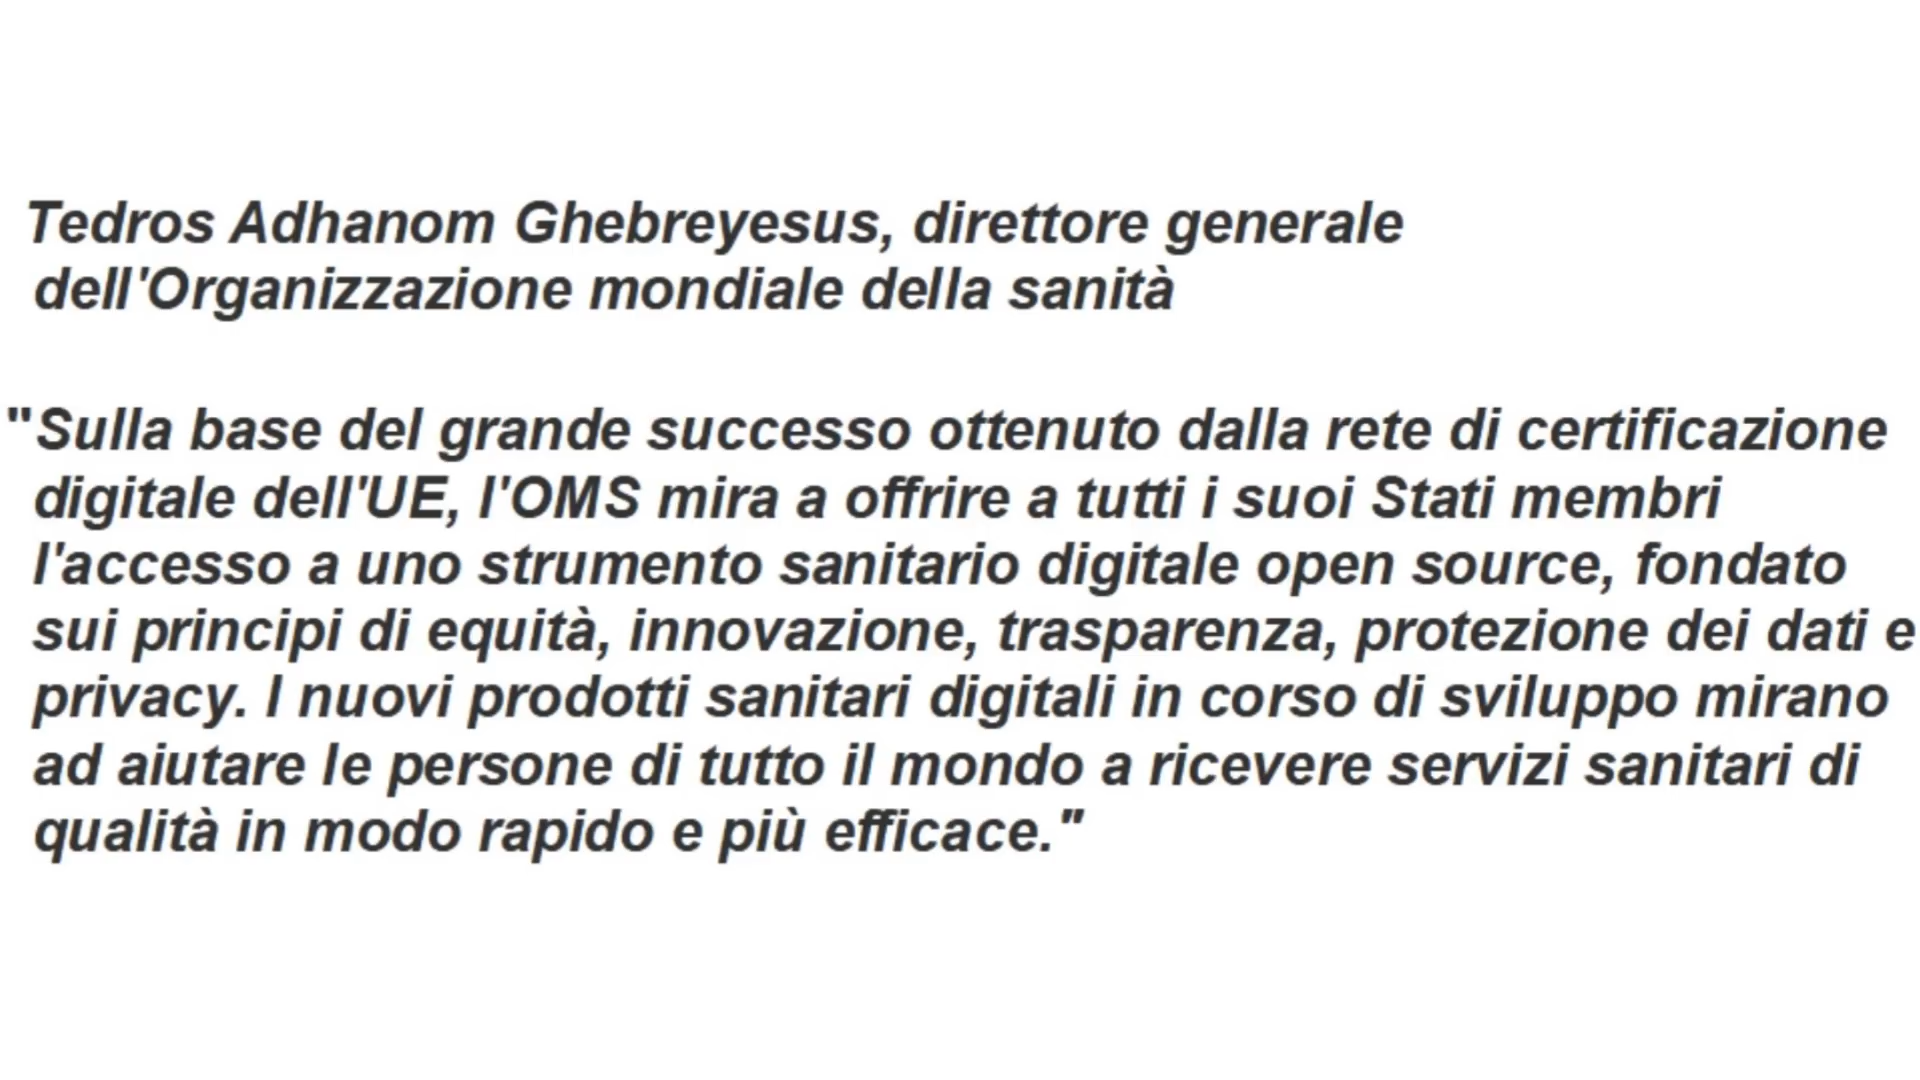 Tedros Adhanom Ghebreyesus, direttore generale
dell'Organizzazione mondiale della sanità
"Sulla base del grande successo ottenuto dalla rete di certificazione
digitale dell'UE, l'OMS mira a offrire a tutti i suoi Stati membri
l'accesso a uno strumento sanitario digitale open source, fondato
sui principi di equità, innovazione, trasparenza, protezione dei dati e
privacy. I nuovi prodotti sanitari digitali in corso di sviluppo mirano
ad aiutare le persone di tutto il mondo a ricevere servizi sanitari di
qualità in modo rapido e più efficace."